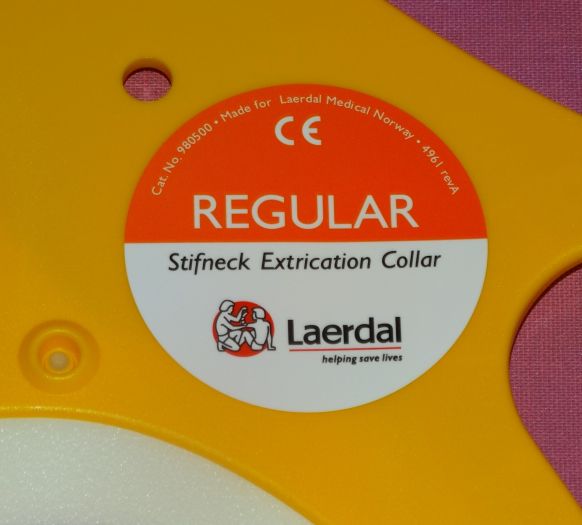 Cat. No. 980500 • Made for Laerdal Medical Norway • 4961 revA
CE
REGULAR
Stifneck Extrication Collar
Laerdal
helping save lives